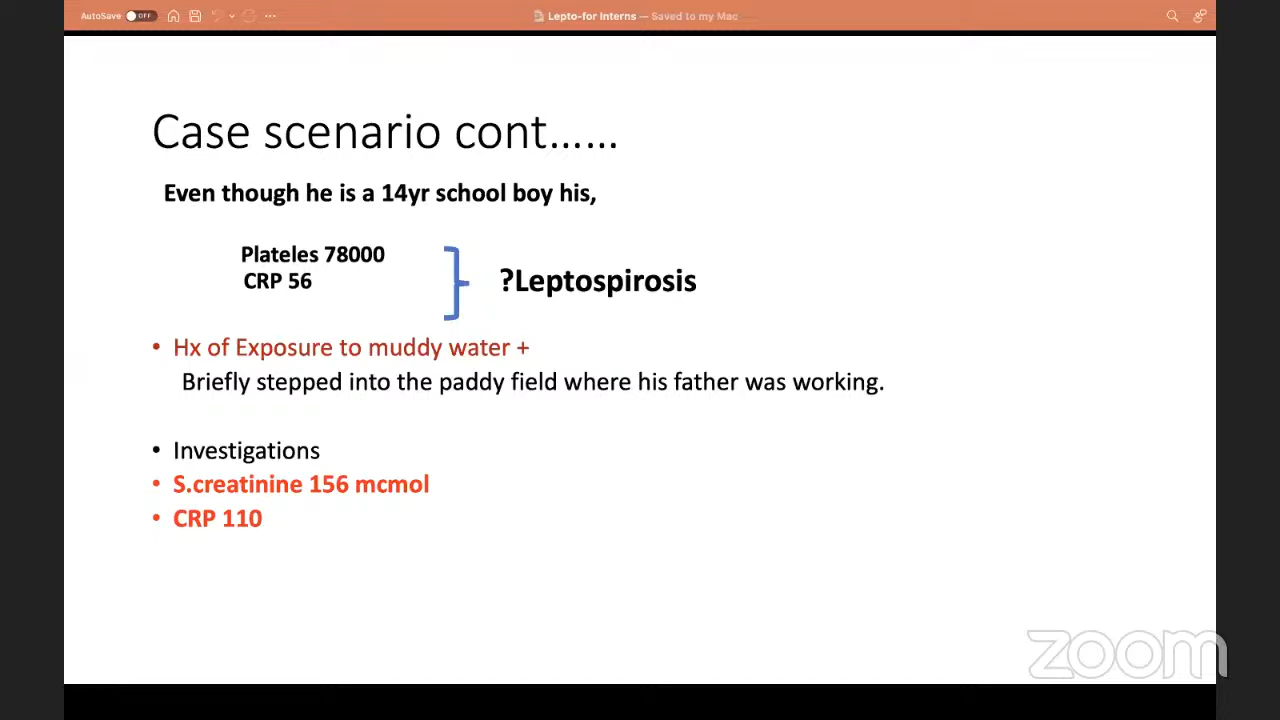 AutoSave OFF
Lepto-for Interns — Saved to my Mac
Case scenario cont……
Even though he is a 14yr school boy his,
Plateles 78000
CRP 56
?Leptospirosis
• Hx of Exposure to muddy water +
Briefly stepped into the paddy field where his father was working.
• Investigations
• S.creatinine 156 mcmol
• CRP 110
zoom